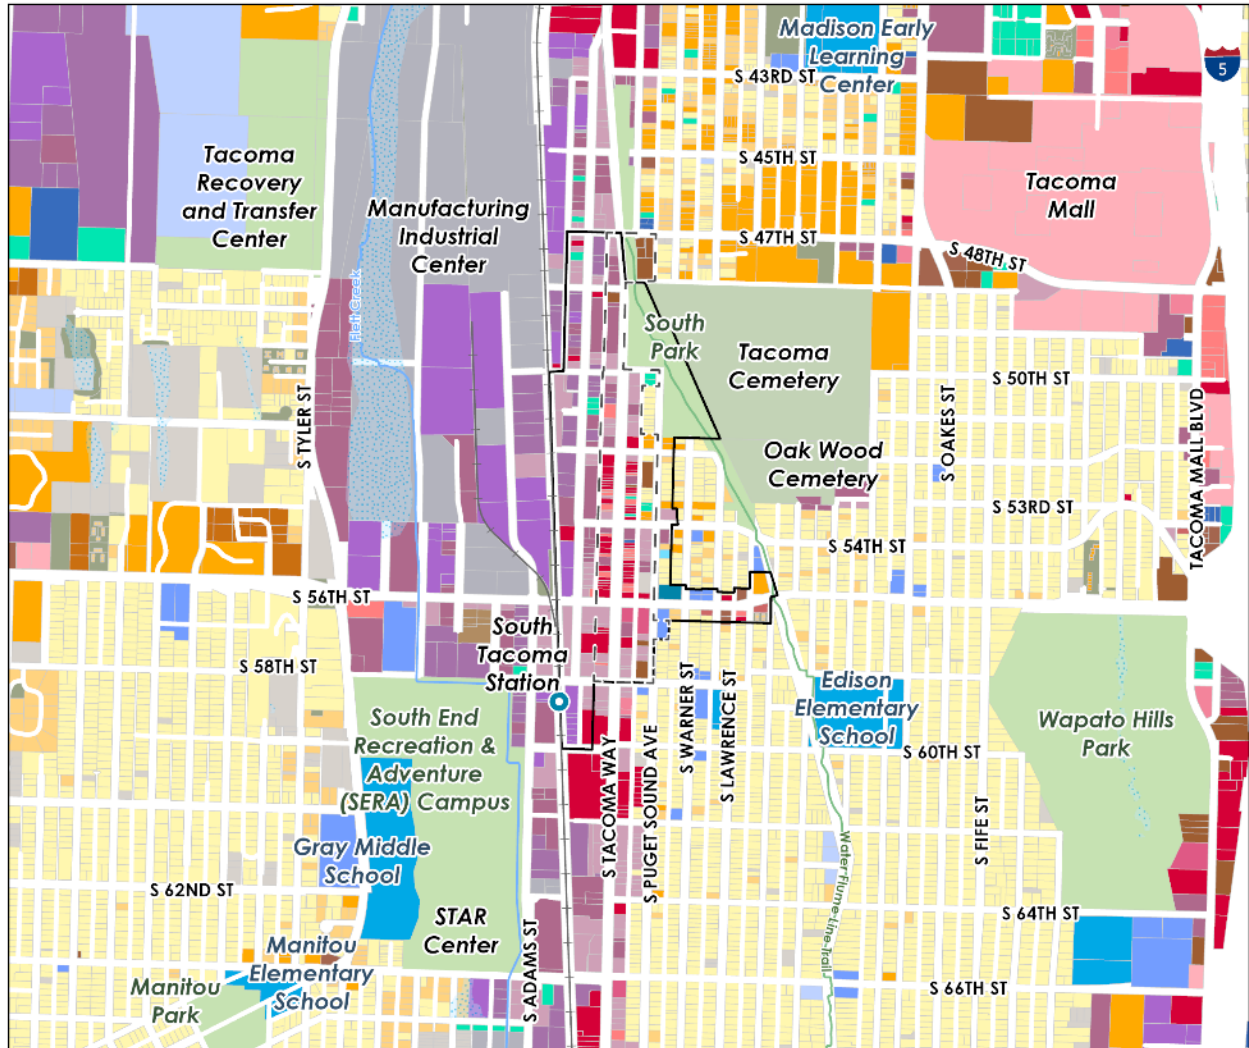 Madison Early
Learning
Center
5
S 43RD ST
Tacoma
Recovery
and Transfer
Center
S 45TH ST
Tacoma
Mall
Manufacturing
Industrial
Center
S 47TH ST
S 48TH ST
Flett Creek
South
Park
Tacoma
Cemetery
S 50TH ST
S TYLER ST
S OAKES ST
TACOMA MALL BLVD
Oak Wood
Cemetery
S 53RD ST
S 54TH ST
S 56TH ST
South
Tacoma
Station
S 58TH ST
S WARNER ST
S LAWRENCE ST
Edison
Elementary
School
Wapato Hills
Park
South End
Recreation &
Adventure
(SERA) Campus
S TACOMA WAY
S PUGET SOUND AVE
S 60TH ST
S FIFE ST
Gray Middle
School
Water Flume Line Trail
S 62ND ST
STAR
Center
S 64TH ST
S ADAMS ST
Manitou
Elementary
School
Manitou
Park
S 66TH ST